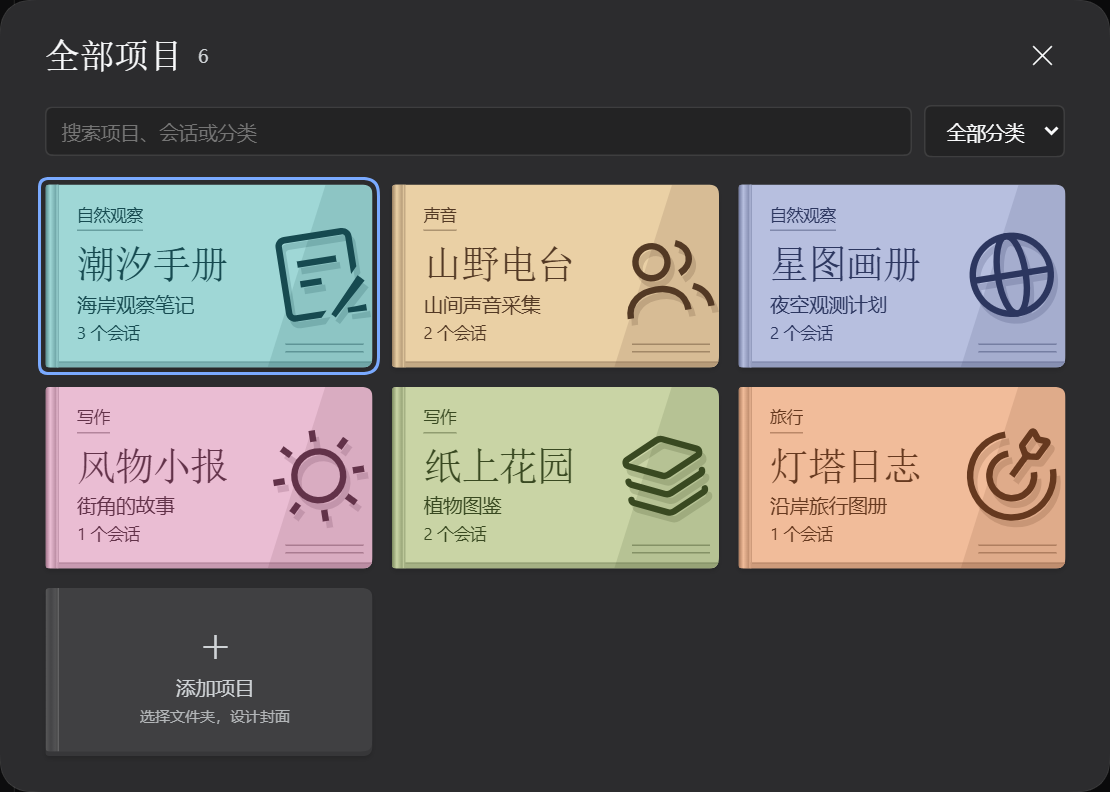 全部项目 6
搜索项目、会话或分类
全部分类
自然观察
潮汐手册
海岸观察笔记
3 个会话
声音
山野电台
山间声音采集
2 个会话
自然观察
星图画册
夜空观测计划
2 个会话
写作
风物小报
街角的故事
1 个会话
写作
纸上花园
植物图鉴
2 个会话
旅行
灯塔日志
沿岸旅行图册
1 个会话
添加项目
选择文件夹，设计封面